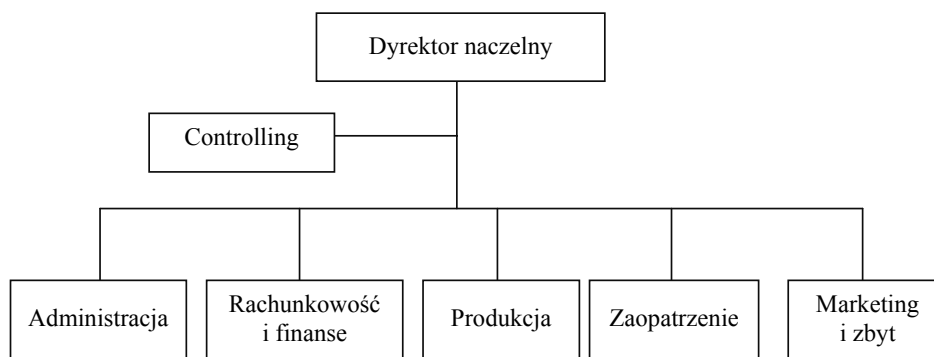 Dyrektor naczelny
Controlling
Administracja
Rachunkowość
i finanse
Produkcja
Zaopatrzenie
Marketing
i zbyt